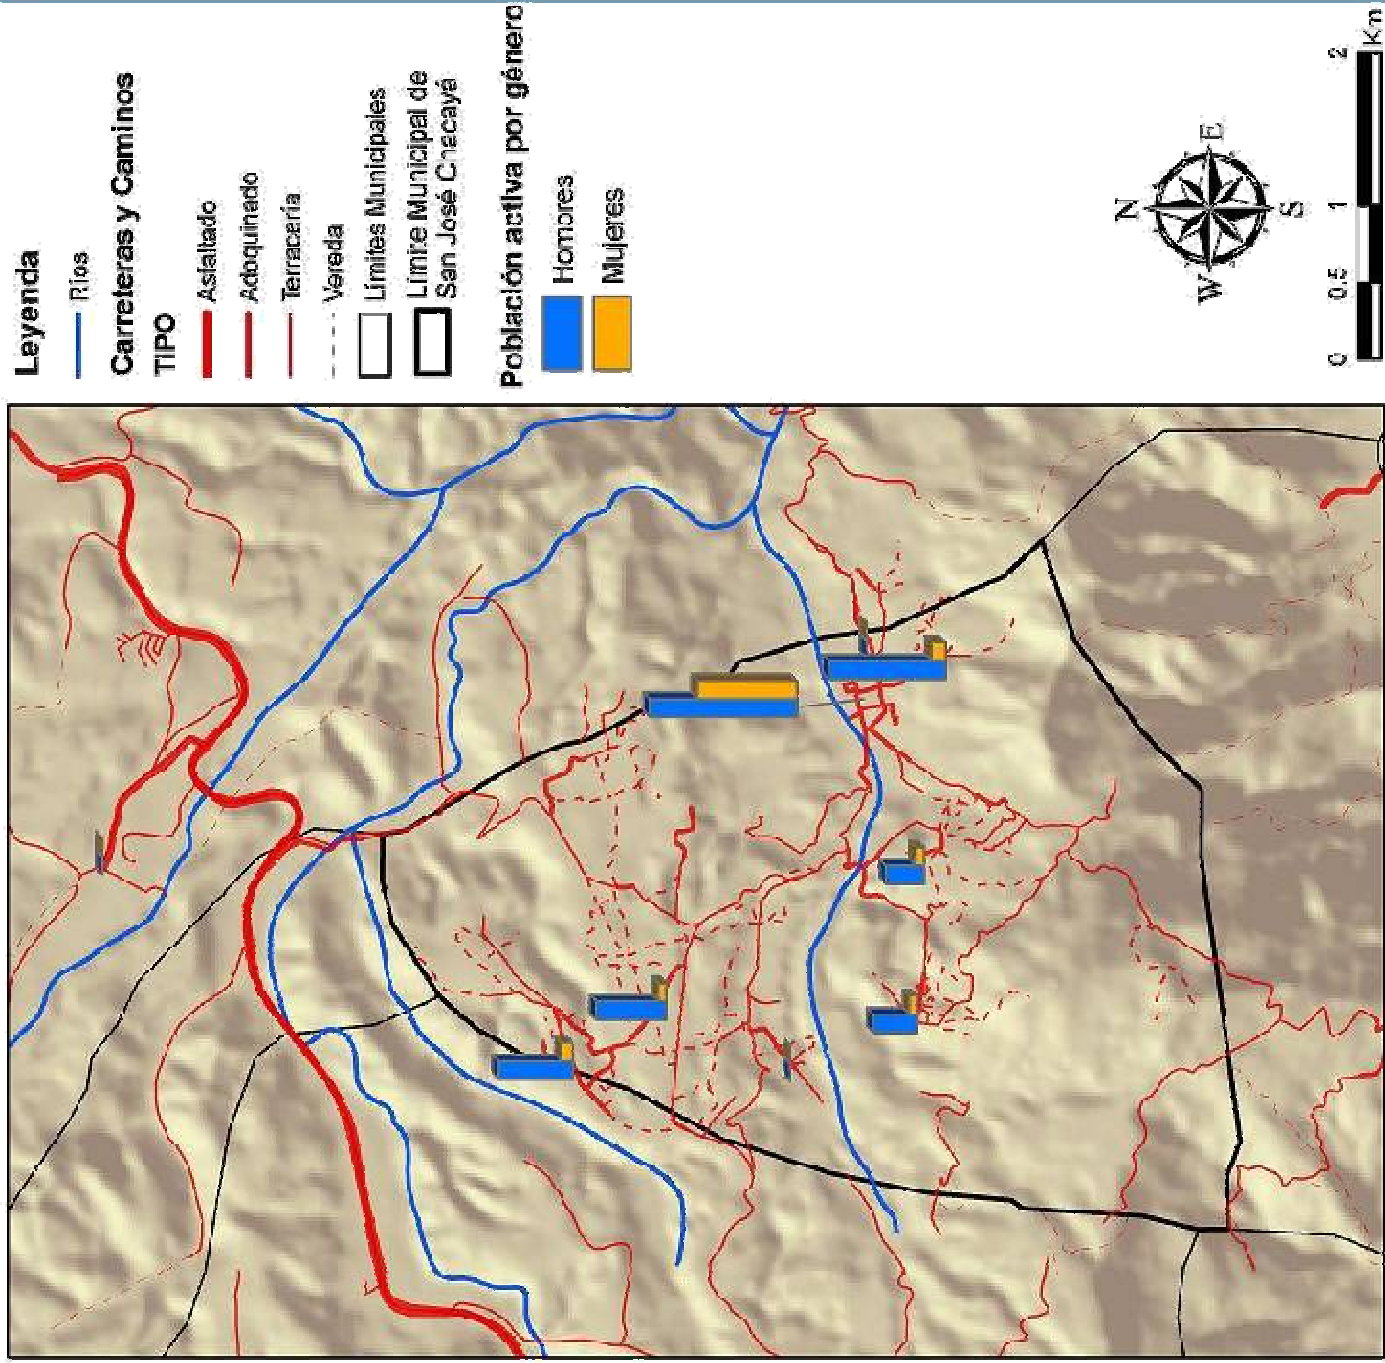 Leyenda
Ríos
Carreteras y Caminos
TIPO
Asfaltado
Adoquinado
Terracería
Vereda
Límites Municipales
Límite Municipal de
San José Chacayá
Población activa por género
Hombres
Mujeres
N
W
E
S
0 0.5 1 2
Km